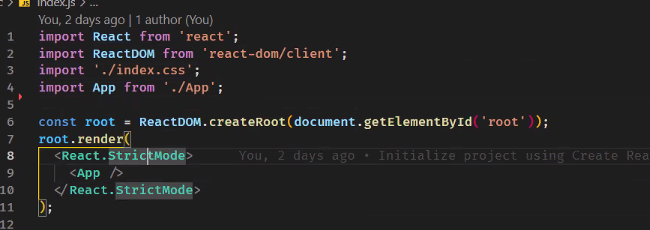 index.js > ...
You, 2 days ago | 1 author (You)
1 import React from 'react';
2 import ReactDOM from 'react-dom/client';
3 import './index.css';
4 import App from './App';
5
6 const root = ReactDOM.createRoot(document.getElementById('root'));
7 root.render(
8 <React.StrictMode> You, 2 days ago • Initialize project using Create Rea
9 <App />
10 </React.StrictMode>
11 );
12